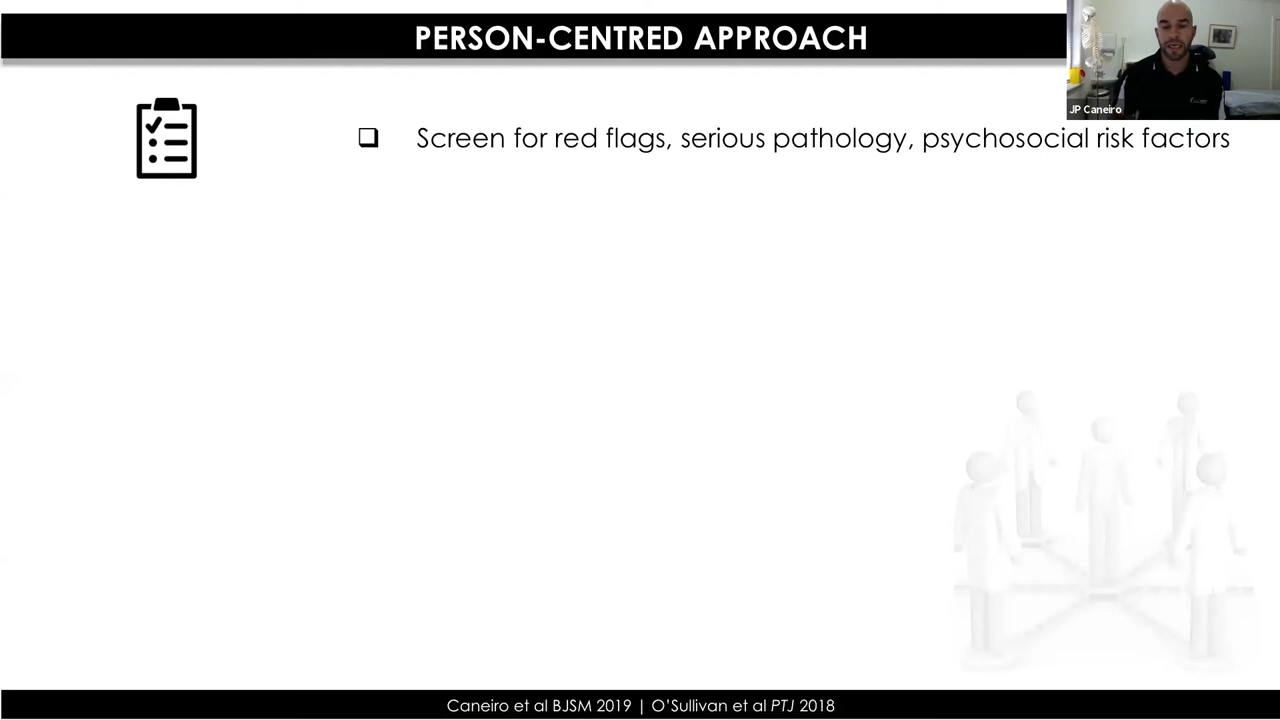 PERSON-CENTRED APPROACH
JP Caneiro
Screen for red flags, serious pathology, psychosocial risk factors
Caneiro et al BJSM 2019 | O'Sullivan et al PTJ 2018